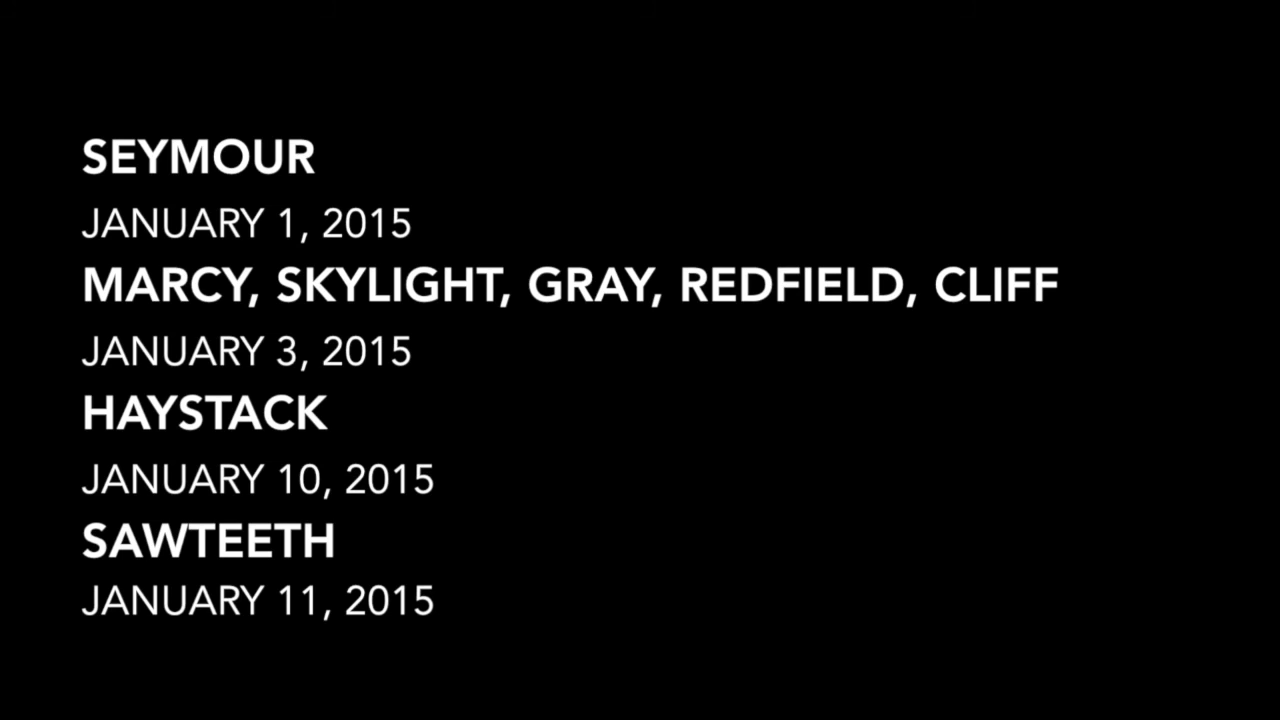 SEYMOUR
JANUARY 1, 2015
MARCY, SKYLIGHT, GRAY, REDFIELD, CLIFF
JANUARY 3, 2015
HAYSTACK
JANUARY 10, 2015
SAWTEETH
JANUARY 11, 2015